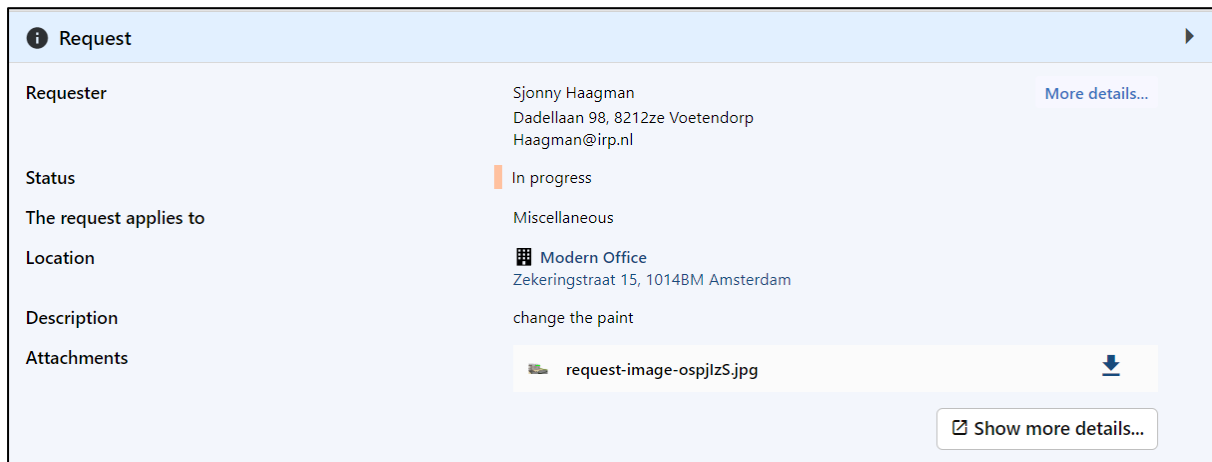 Request
Requester
Sjonny Haagman
More details...
Dadellaan 98, 8212ze Voetendorp
Haagman@irp.nl
Status
In progress
The request applies to
Miscellaneous
Location
Modern Office
Zekeringstraat 15, 1014BM Amsterdam
Description
change the paint
Attachments
request-image-ospjIzS.jpg
Show more details...